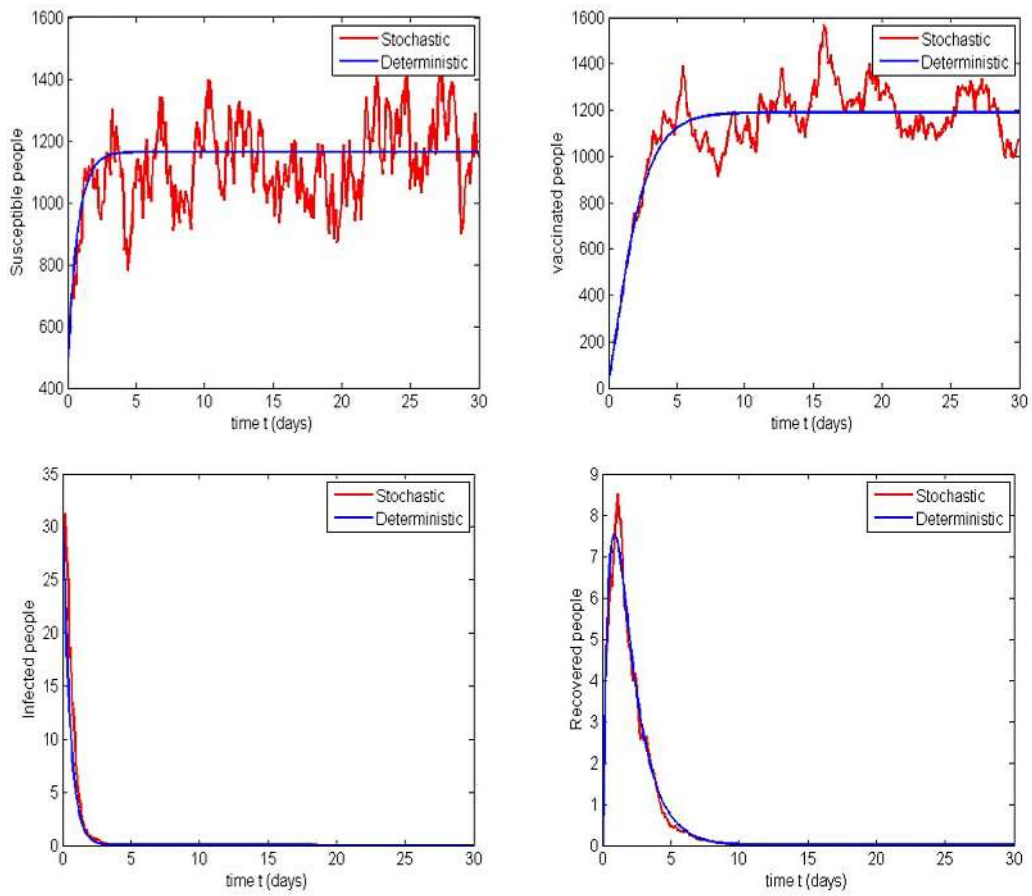 1600
1400
1200
1000
800
600
400
Susceptible people
Stochastic
Deterministic
0 5 10 15 20 25 30
time t (days)
1600
1400
1200
1000
800
600
400
200
0
vaccinated people
Stochastic
Deterministic
0 5 10 15 20 25 30
time t (days)
35
30
25
20
15
10
5
0
Infected people
Stochastic
Deterministic
0 5 10 15 20 25 30
time t (days)
9
8
7
6
5
4
3
2
1
0
Recovered people
Stochastic
Deterministic
0 5 10 15 20 25 30
time t (days)